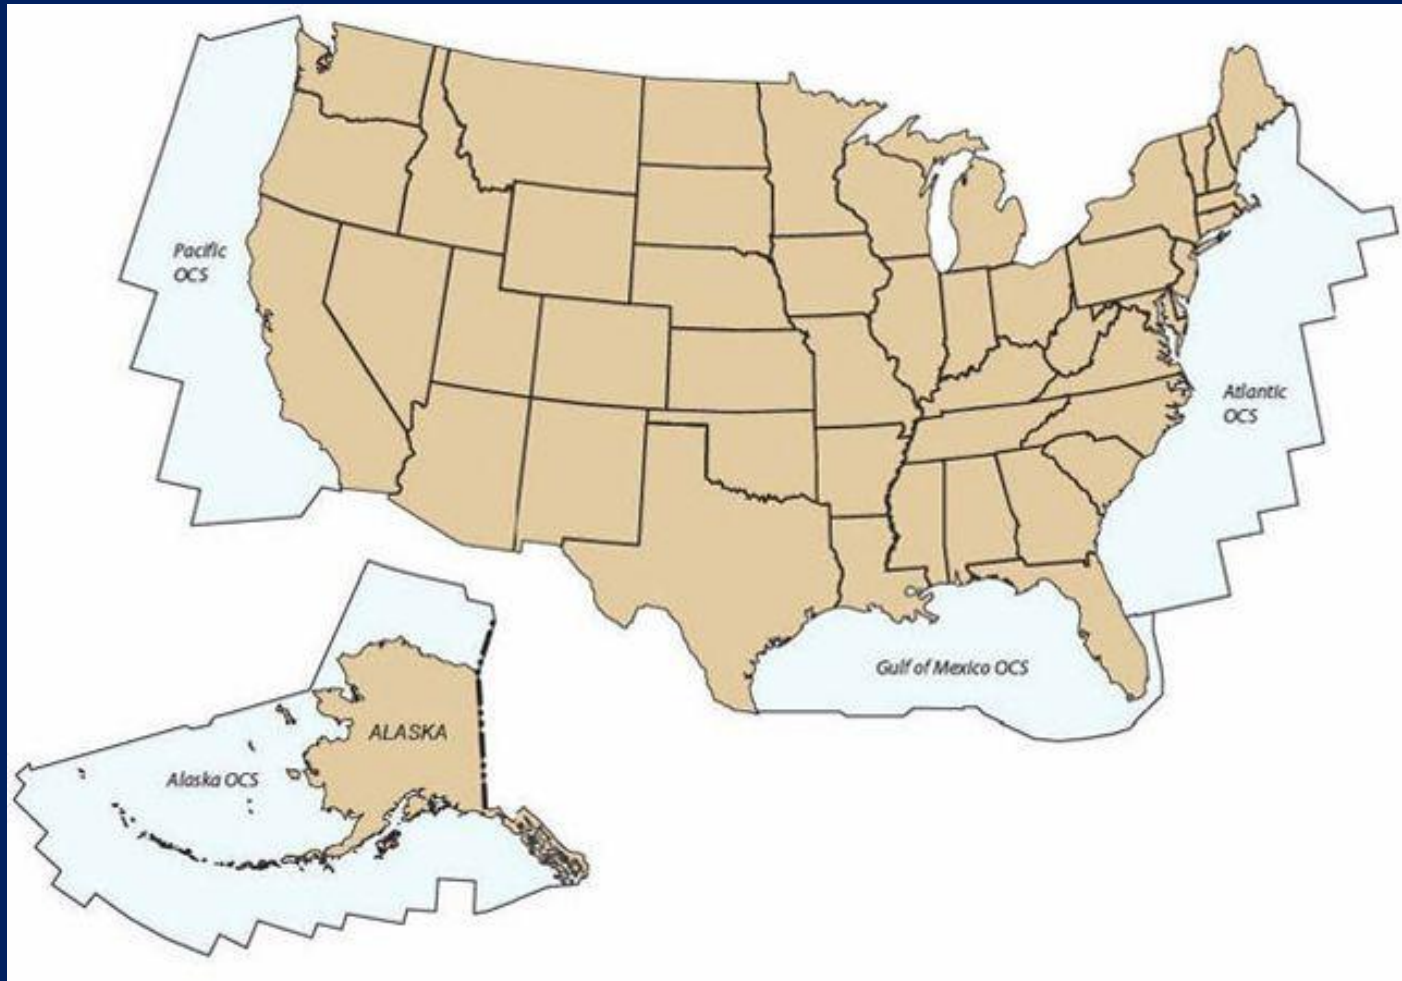 Pacific
OCS
Atlantic
OCS
Gulf of Mexico OCS
ALASKA
Alaska OCS